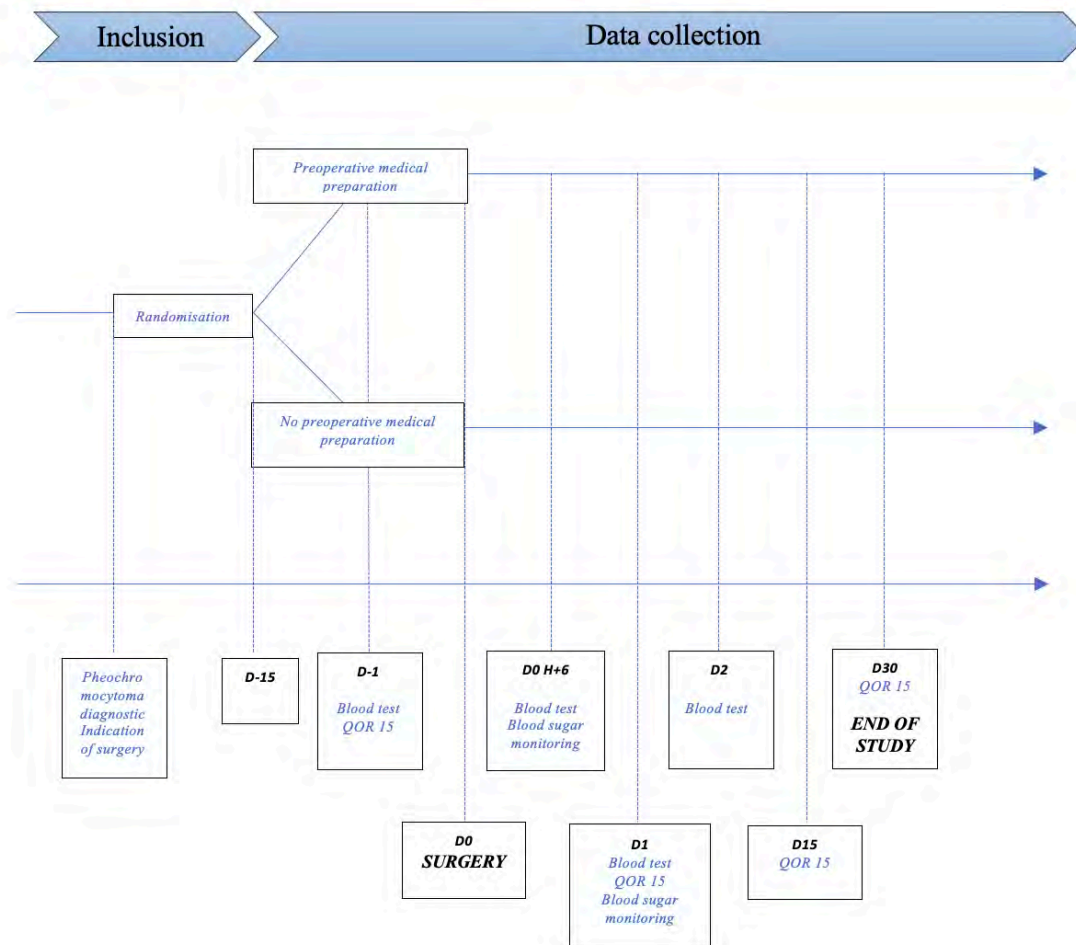 Inclusion
Data collection
Preoperative medical
preparation
Randomisation
No preoperative medical
preparation
Pheochro
mocytoma
diagnostic
Indication
of surgery
D-15
D-1
Blood test
QOR 15
D0 H+6
Blood test
Blood sugar
monitoring
D2
Blood test
D30
QOR 15
END OF
STUDY
D0
SURGERY
D1
Blood test
QOR 15
Blood sugar
monitoring
D15
QOR 15